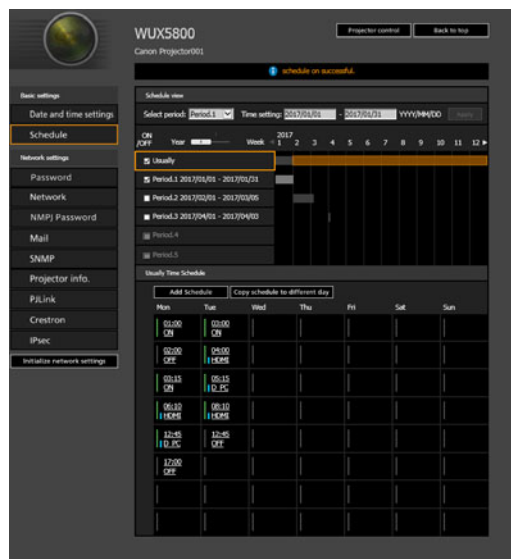 WUX5800
Canon Projector001
Projector control
Back to top
schedule on successful.
Basic settings
Date and time settings
Schedule
Network settings
Password
Network
NMPJ Password
Mail
SNMP
Projector info.
PJLink
Crestron
IPsec
Initialize network settings
Schedule view
Select period: Period.1 Time setting: 2017/01/01 - 2017/01/31 YYYY/MM/DD Apply
ON
/OFF Year Week 2017
1 2 3 4 5 6 7 8 9 10 11 12
Usually
Period.1 2017/01/01 - 2017/01/31
Period.2 2017/02/01 - 2017/03/05
Period.3 2017/04/01 - 2017/04/03
Period.4
Period.5
Usually Time Schedule
Add Schedule Copy schedule to different day
Mon Tue Wed Thu Fri Sat Sun
01:00 03:00
ON ON
02:00 04:00
OFF HDMI
03:15 05:15
ON D_PC
06:10 08:10
HDMI HDMI
12:45 12:45
D_PC OFF
17:00
OFF